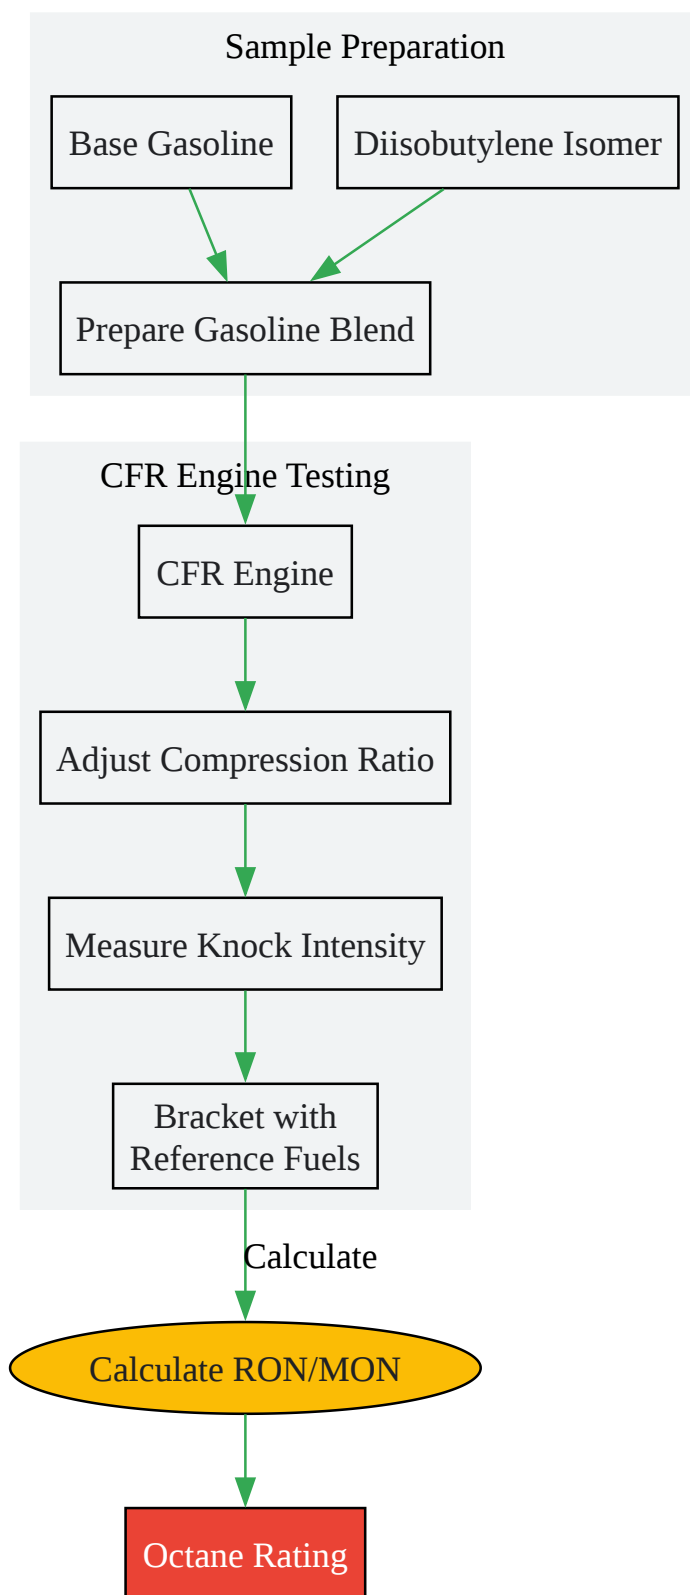 Sample Preparation
Base Gasoline
Diisobutylene Isomer
Prepare Gasoline Blend
CFR Engine Testing
CFR Engine
Adjust Compression Ratio
Measure Knock Intensity
Bracket with
Reference Fuels
Calculate
Calculate RON/MON
Octane Rating